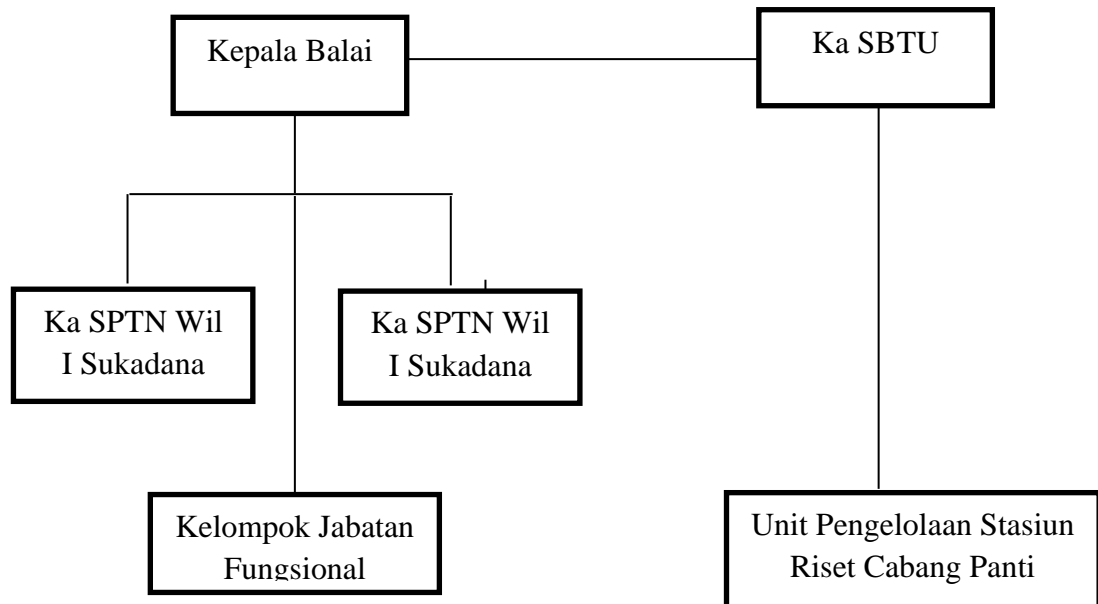 Kepala Balai
Ka SBTU
Ka SPTN Wil
I Sukadana
Ka SPTN Wil
I Sukadana
Kelompok Jabatan
Fungsional
Unit Pengelolaan Stasiun
Riset Cabang Panti